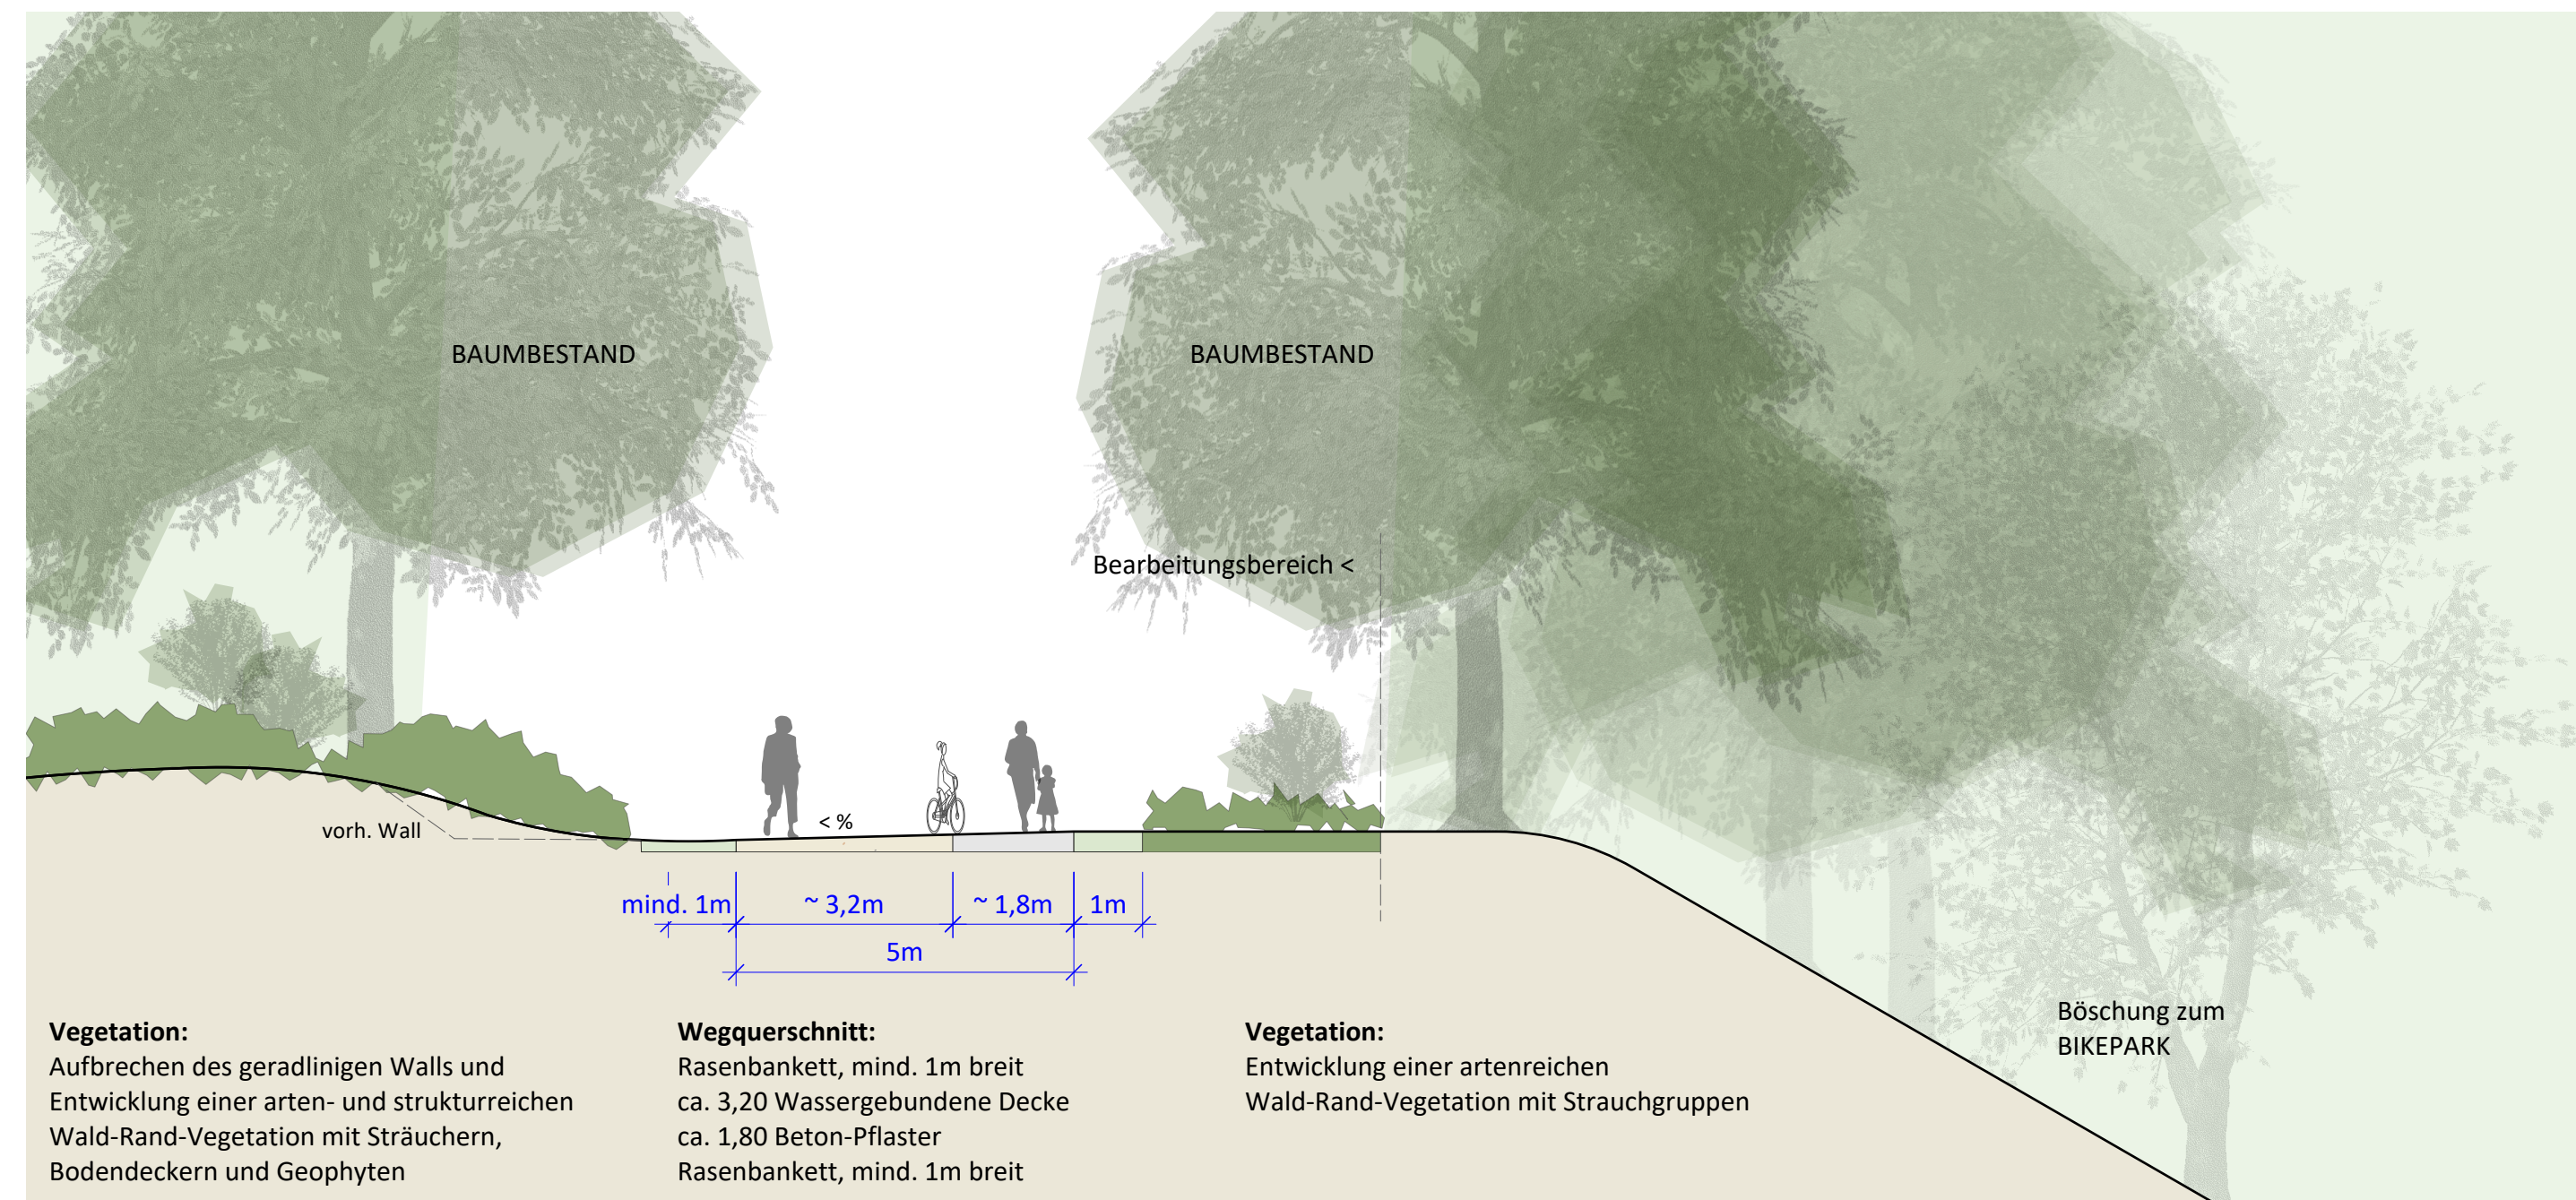 BAUMBESTAND
BAUMBESTAND
Bearbeitungsbereich <
vorh. Wall
< %
mind. 1m
~ 3,2m
~ 1,8m
1m
5m
Vegetation:
Aufbrechen des geradlinigen Walls und
Entwicklung einer arten- und strukturreichen
Wald-Rand-Vegetation mit Sträuchern,
Bodendeckern und Geophyten
Wegquerschnitt:
Rasenbankett, mind. 1m breit
ca. 3,20 Wassergebundene Decke
ca. 1,80 Beton-Pflaster
Rasenbankett, mind. 1m breit
Vegetation:
Entwicklung einer artenreichen
Wald-Rand-Vegetation mit Strauchgruppen
Böschung zum
BIKEPARK